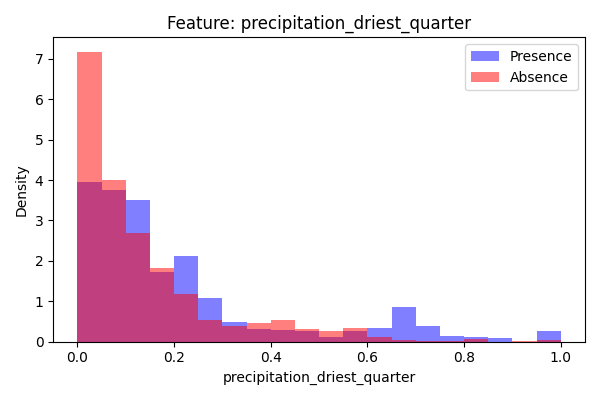 Feature: precipitation_driest_quarter
Presence
Absence
Density
7
6
5
4
3
2
1
0
0.0 0.2 0.4 0.6 0.8 1.0
precipitation_driest_quarter